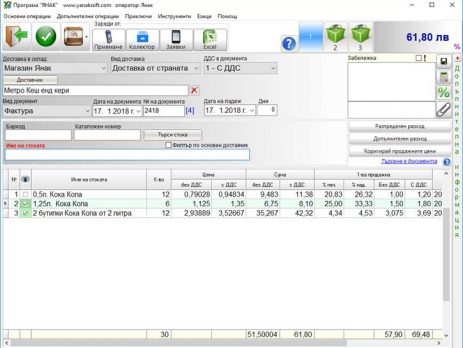 Програма "ЯНАК" www.yanaksoft.com оператор: Янак
Основни операции Допълнителни операции Приключи Инструменти Езици Помощ
Зареди от:
Приемане Колектор Заявки Excel
1 2 3
61,80 лв
Доставка в склад: Вид доставка ДДС в документа
Магазин Янак Доставка от страната 1 - С ДДС
Забележка
Доставчик
Метро Кеш енд кери
Вид документ Дата на документа № на документа Дата на падеж Дни
Фактура 17. 1.2018 г. 2418 [4] 17. 1.2018 г. 0
Баркод Каталожен номер
Търси стока
Име на стоката Филтър по основен доставчик
Разпределен разход
Допълнителен разход
Коригирай продажните цени
Търсене в документа
Допълнителна информация
№ Име на стоката К-во Цена Сума 1-ва продажна
без ДДС с ДДС без ДДС с ДДС % печ. % над. без ДДС С ДДС
1 0,5л. Кока Кола 12 0,79028 0,94834 9,483 11,38 20,83 26,32 1,00 1,20 20
2 1,25л. Кока Кола 6 1,125 1,35 6,75 8,10 25,00 33,33 1,50 1,80 20
3 2 бутилки Кока Кола от 2 литра 12 2,93889 3,52667 35,267 42,32 4,34 4,53 3,075 3,69 20
30 51,50004 61,80 57,90 69,48